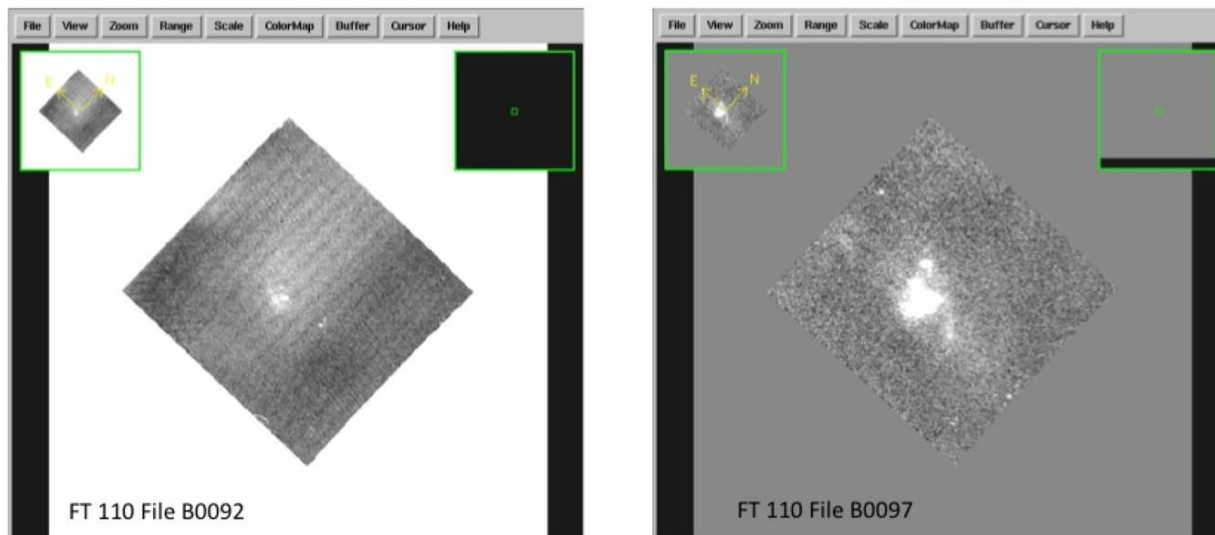 File View Zoom Range Scale ColorMap Buffer Cursor Help
E N
FT 110 File B0092
File View Zoom Range Scale ColorMap Buffer Cursor Help
E N
FT 110 File B0097